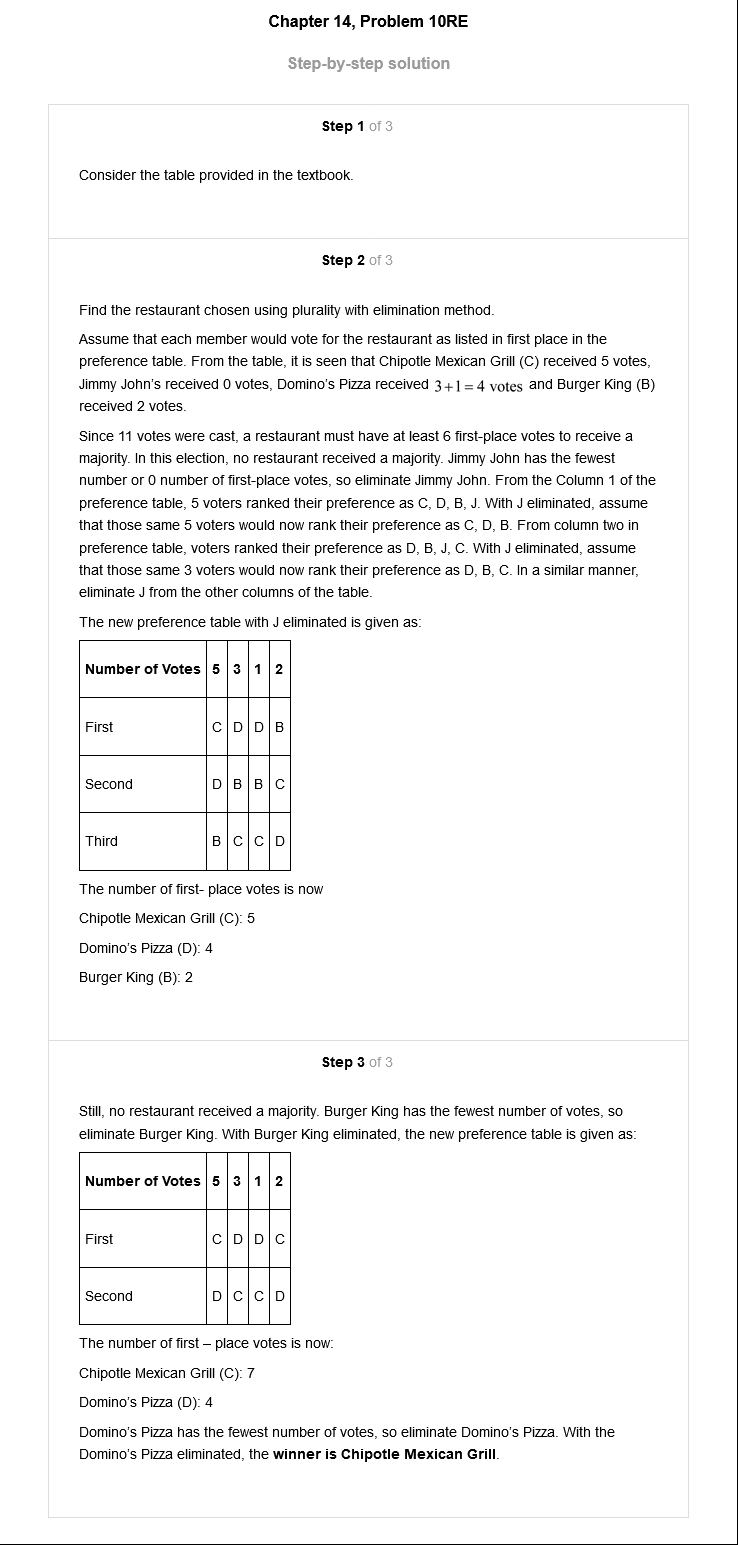 Chapter 14, Problem 10RE
Step-by-step solution
Step 1 of 3
Consider the table provided in the textbook.
Step 2 of 3
Find the restaurant chosen using plurality with elimination method.
Assume that each member would vote for the restaurant as listed in first place in the
preference table. From the table, it is seen that Chipotle Mexican Grill (C) received 5 votes,
Jimmy John's received 0 votes, Domino's Pizza received 3+1=4 votes and Burger King (B)
received 2 votes.
Since 11 votes were cast, a restaurant must have at least 6 first-place votes to receive a
majority. In this election, no restaurant received a majority. Jimmy John has the fewest
number or 0 number of first-place votes, so eliminate Jimmy John. From the Column 1 of the
preference table, 5 voters ranked their preference as C, D, B, J. With J eliminated, assume
that those same 5 voters would now rank their preference as C, D, B. From column two in
preference table, voters ranked their preference as D, B, J, C. With J eliminated, assume
that those same 3 voters would now rank their preference as D, B, C. In a similar manner,
eliminate J from the other columns of the table.
The new preference table with J eliminated is given as:
Number of Votes 5 3 1 2
First C D D B
Second D B B C
Third B C C D
The number of first- place votes is now
Chipotle Mexican Grill (C): 5
Domino's Pizza (D): 4
Burger King (B): 2
Step 3 of 3
Still, no restaurant received a majority. Burger King has the fewest number of votes, so
eliminate Burger King. With Burger King eliminated, the new preference table is given as:
Number of Votes 5 3 1 2
First C D D C
Second D C C D
The number of first – place votes is now:
Chipotle Mexican Grill (C): 7
Domino's Pizza (D): 4
Domino's Pizza has the fewest number of votes, so eliminate Domino's Pizza. With the
Domino's Pizza eliminated, the winner is Chipotle Mexican Grill.